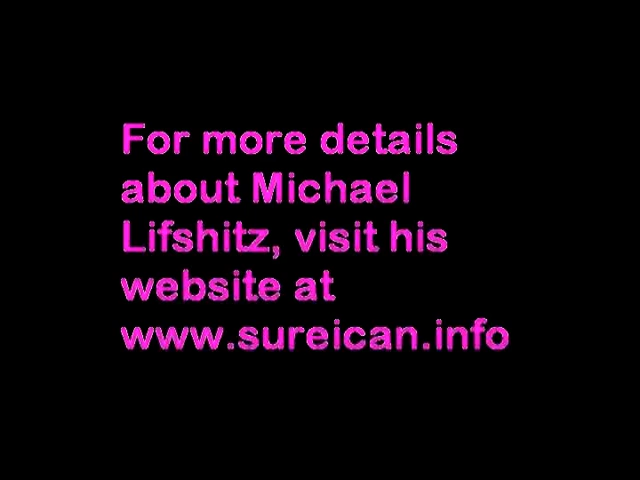 For more details
about Michael
Lifshitz, visit his
website at
www.sureican.info